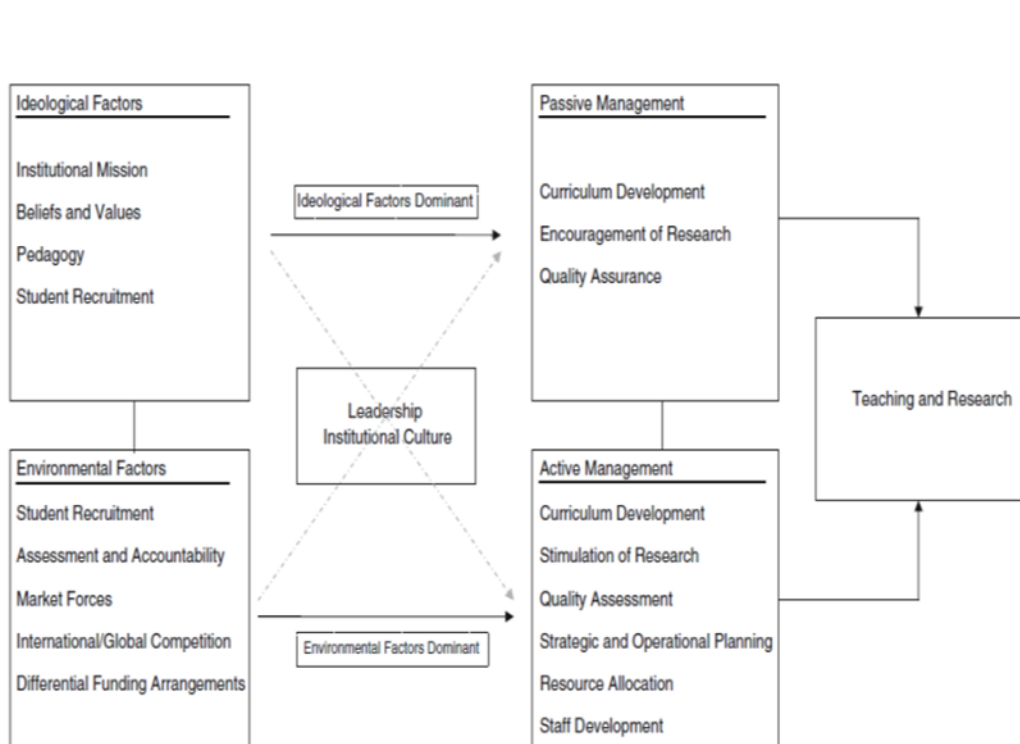 Ideological Factors
Institutional Mission
Beliefs and Values
Pedagogy
Student Recruitment
Ideological Factors Dominant
Passive Management
Curriculum Development
Encouragement of Research
Quality Assurance
Leadership
Institutional Culture
Teaching and Research
Environmental Factors
Student Recruitment
Assessment and Accountability
Market Forces
International/Global Competition
Differential Funding Arrangements
Environmental Factors Dominant
Active Management
Curriculum Development
Stimulation of Research
Quality Assessment
Strategic and Operational Planning
Resource Allocation
Staff Development